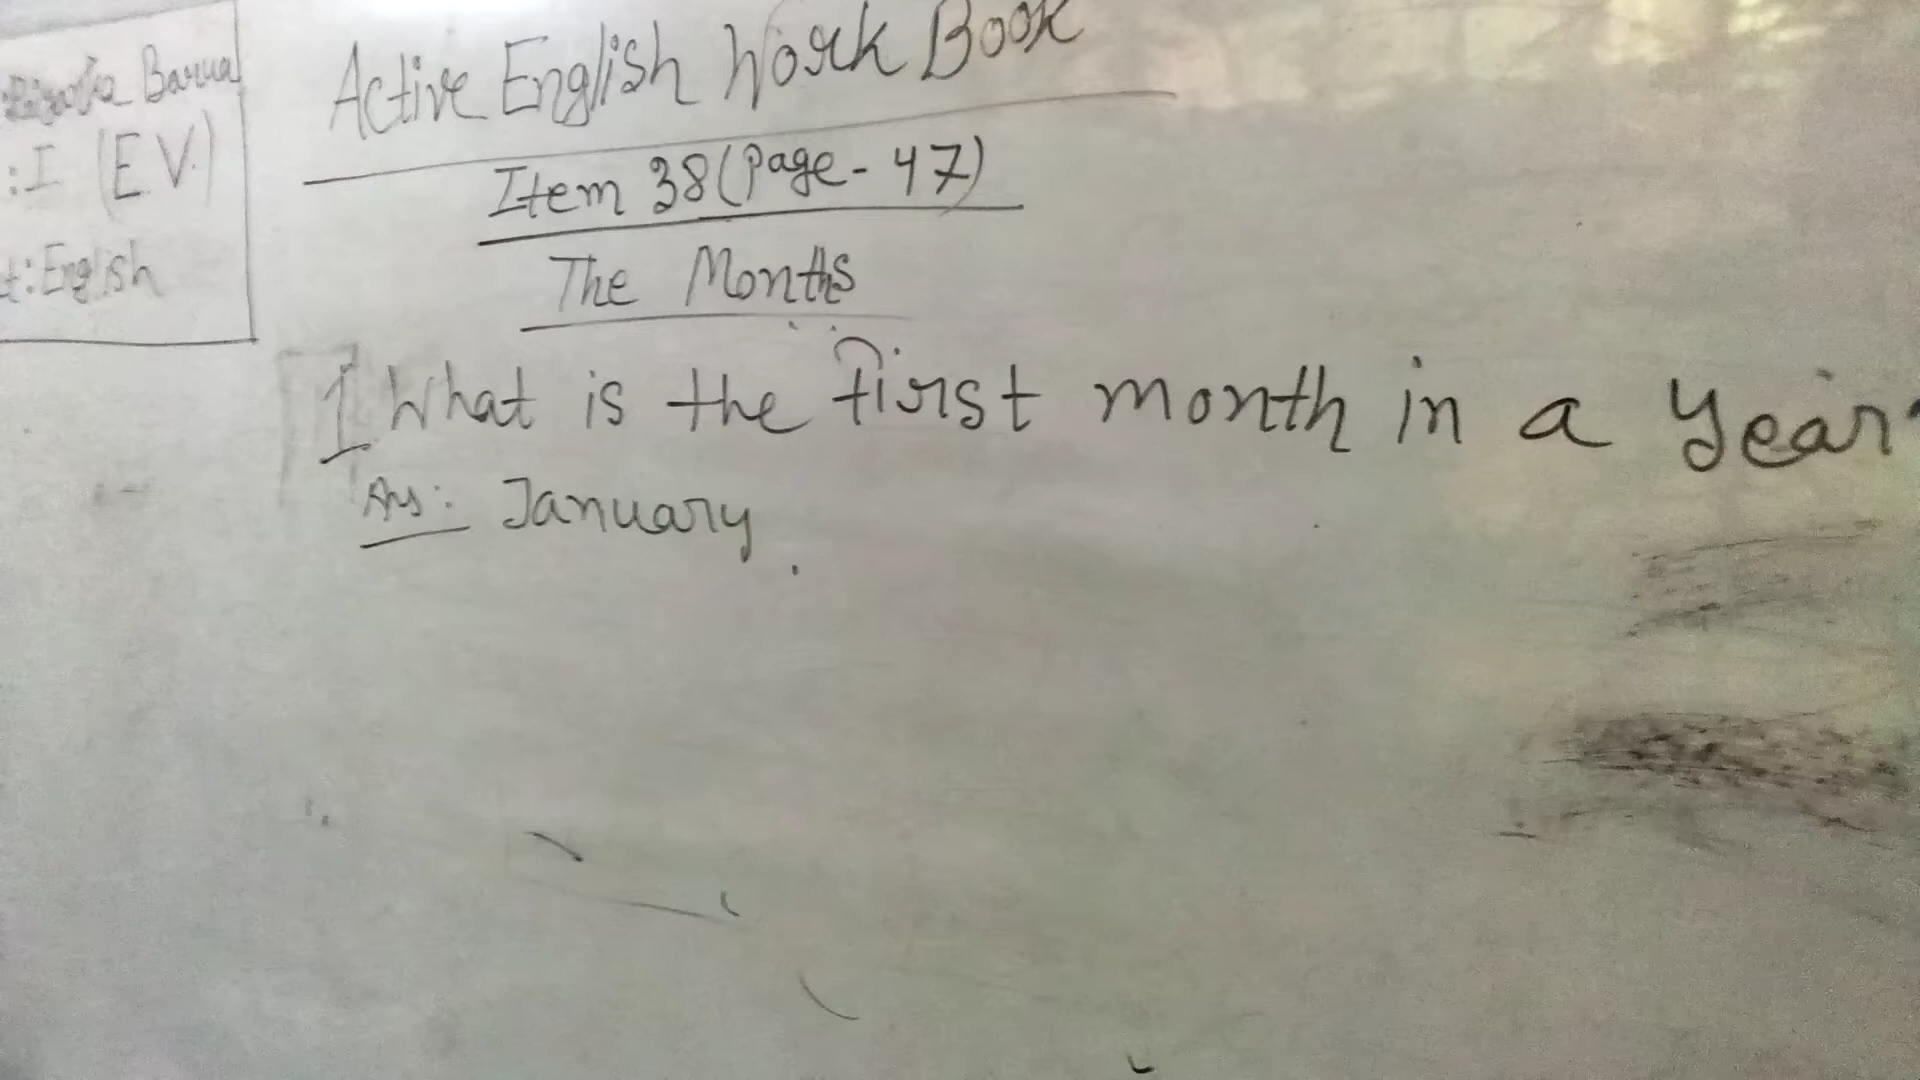 Barua
: I (E.V.)
t: English
Active English Work Book
Item 38 (Page - 47)
The Months
1 What is the first month in a year
Ans: January.